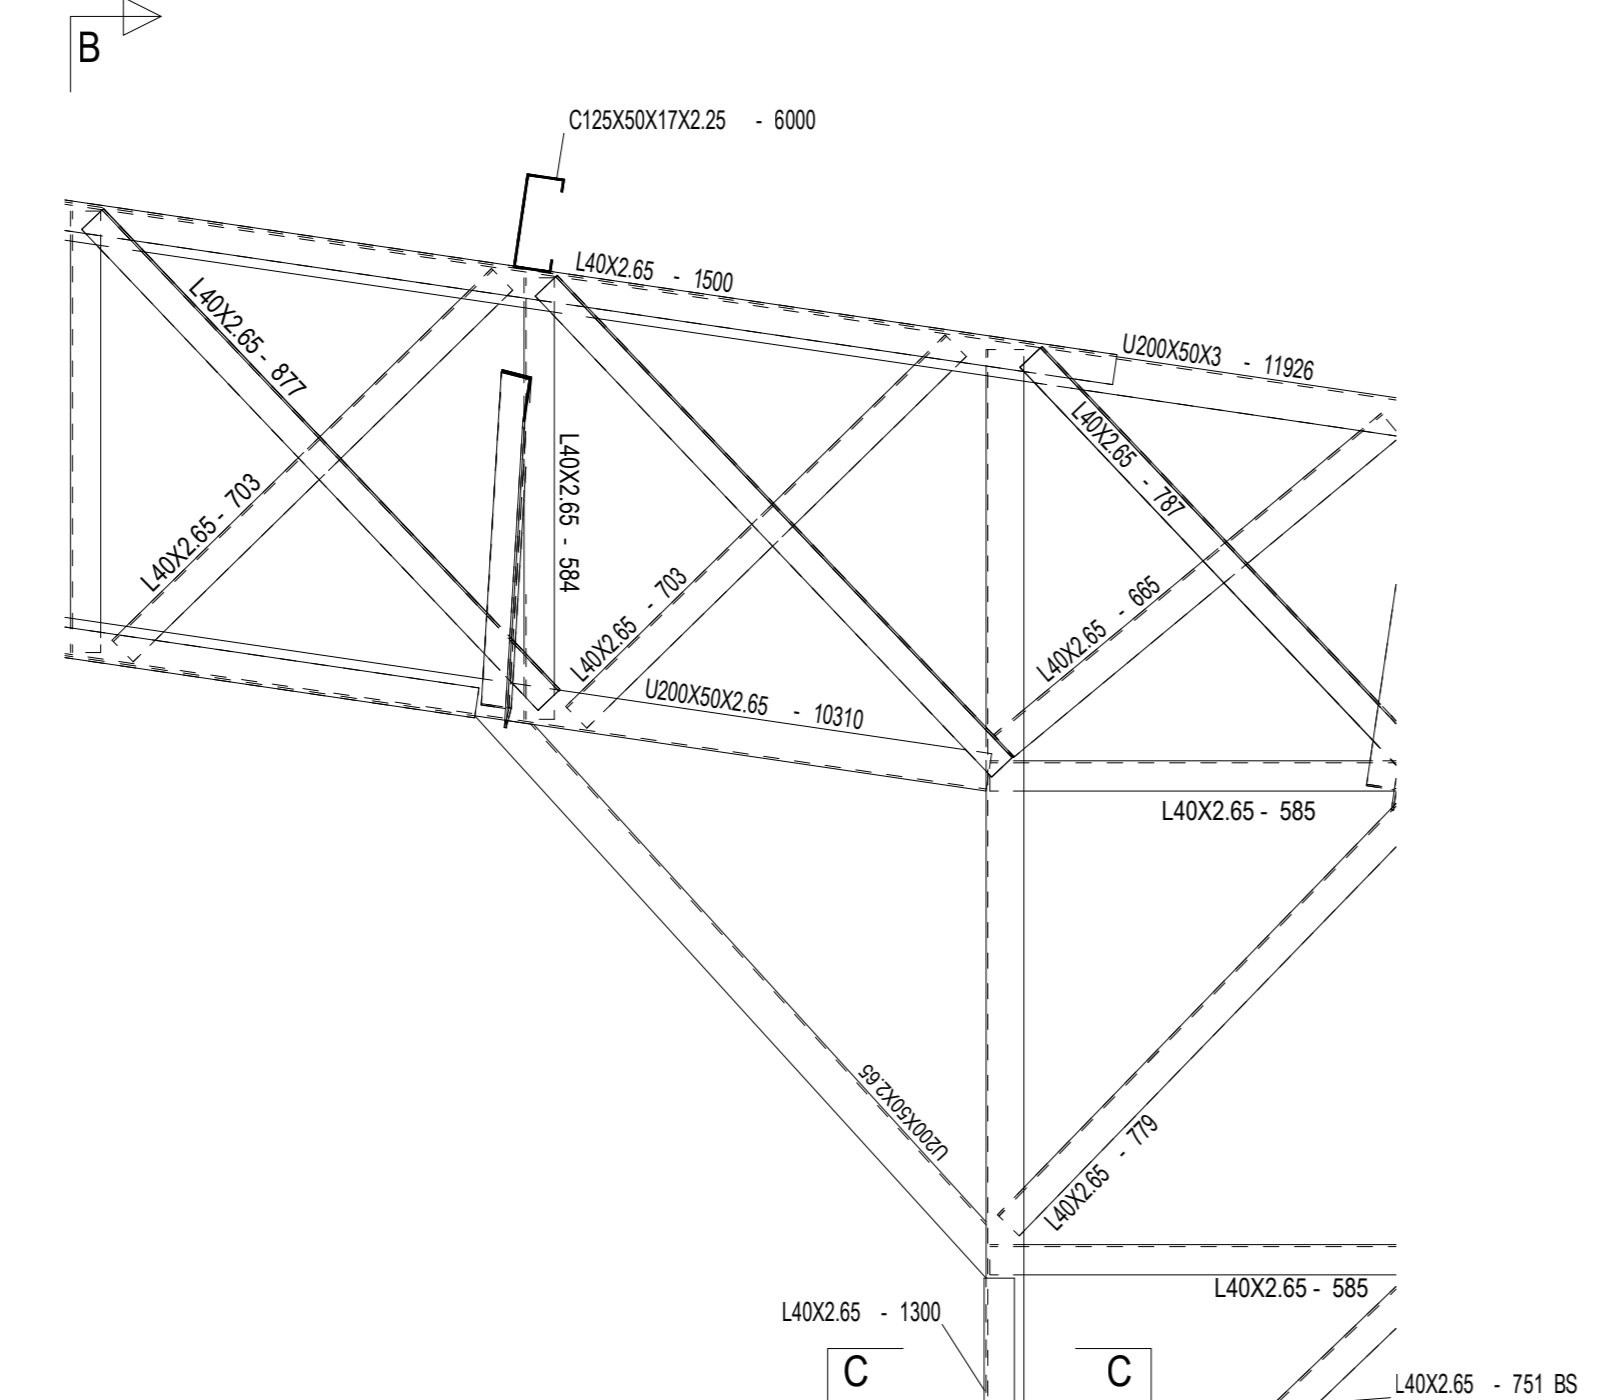 B
C125X50X17X2.25 - 6000
L40X2.65 - 1500
U200X50X3 - 11926
L40X2.65 - 877
L40X2.65 - 703
L40X2.65 - 584
L40X2.65 - 787
L40X2.65 - 703
L40X2.65 - 665
U200X50X2.65 - 10310
L40X2.65 - 585
U200X50X2.65
L40X2.65 - 779
L40X2.65 - 585
L40X2.65 - 1300
C
C
L40X2.65 - 751 BS